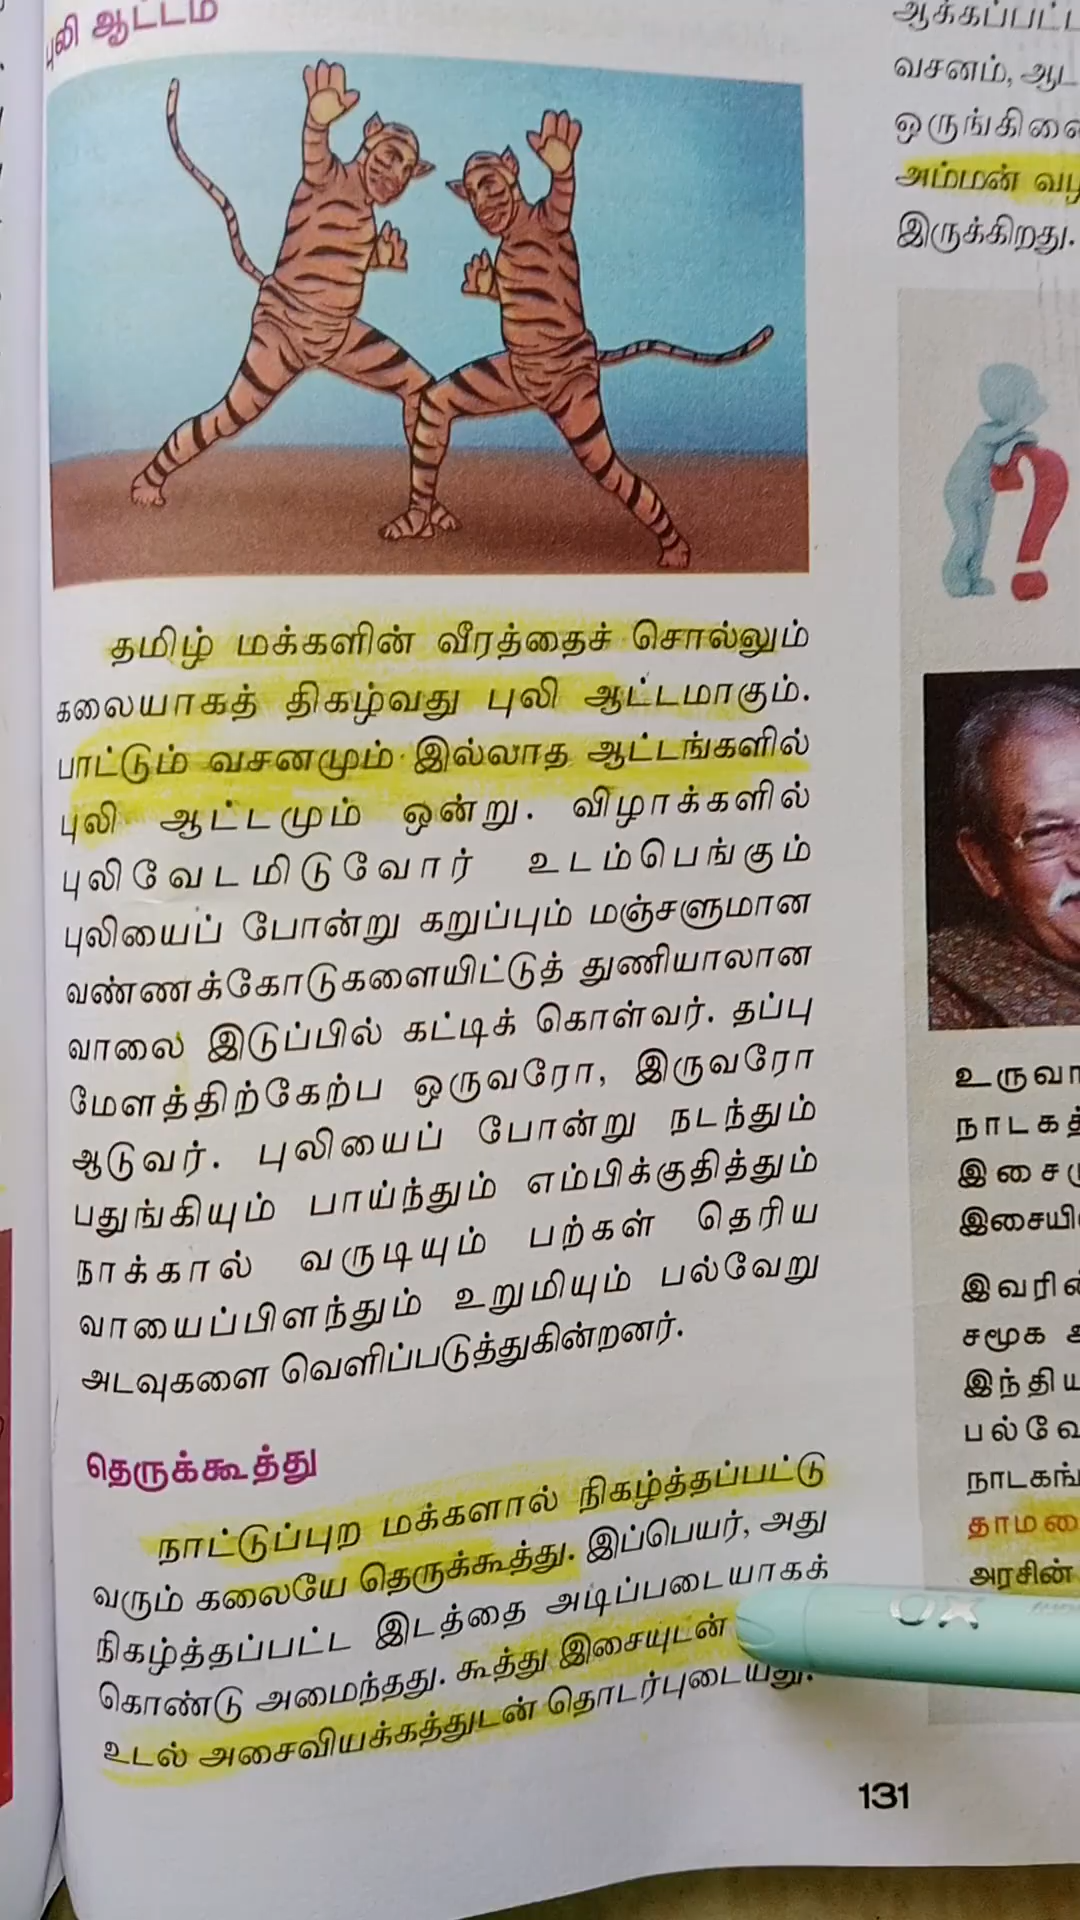 புலி ஆட்டம்
தமிழ் மக்களின் வீரத்தைச் சொல்லும்
கலையாகத் திகழ்வது புலி ஆட்டமாகும்.
பாட்டும் வசனமும் இல்லாத ஆட்டங்களில்
புலி ஆட்டமும் ஒன்று. விழாக்களில்
புலிவேடமிடுவோர் உடம்பெங்கும்
புலியைப் போன்று கறுப்பும் மஞ்சளுமான
வண்ணக்கோடுகளையிட்டுத் துணியாலான
வாலை இடுப்பில் கட்டிக் கொள்வர். தப்பு
மேளத்திற்கேற்ப ஒருவரோ, இருவரோ
ஆடுவர். புலியைப் போன்று நடந்தும்
பதுங்கியும் பாய்ந்தும் எம்பிக்குதித்தும்
நாக்கால் வருடியும் பற்கள் தெரிய
வாயைப்பிளந்தும் உறுமியும் பல்வேறு
அடவுகளை வெளிப்படுத்துகின்றனர்.
தெருக்கூத்து
நாட்டுப்புற மக்களால் நிகழ்த்தப்பட்டு
வரும் கலையே தெருக்கூத்து. இப்பெயர், அது
நிகழ்த்தப்பட்ட இடத்தை அடிப்படையாகக்
கொண்டு அமைந்தது. கூத்து இசையுடன்
உடல் அசைவியக்கத்துடன் தொடர்புடையது.
131
வசனம்,
அம்மன்
இருக்கிறது.
இவரின்
சமூக
அரசின்